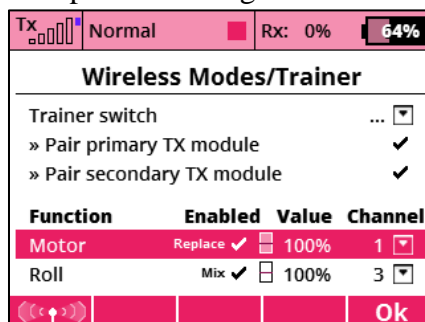 Tx Normal Rx: 0% 64%
Wireless Modes/Trainer
Trainer switch ...
» Pair primary TX module
» Pair secondary TX module
Function Enabled Value Channel
Motor Replace 100% 1
Roll Mix 100% 3
Ok